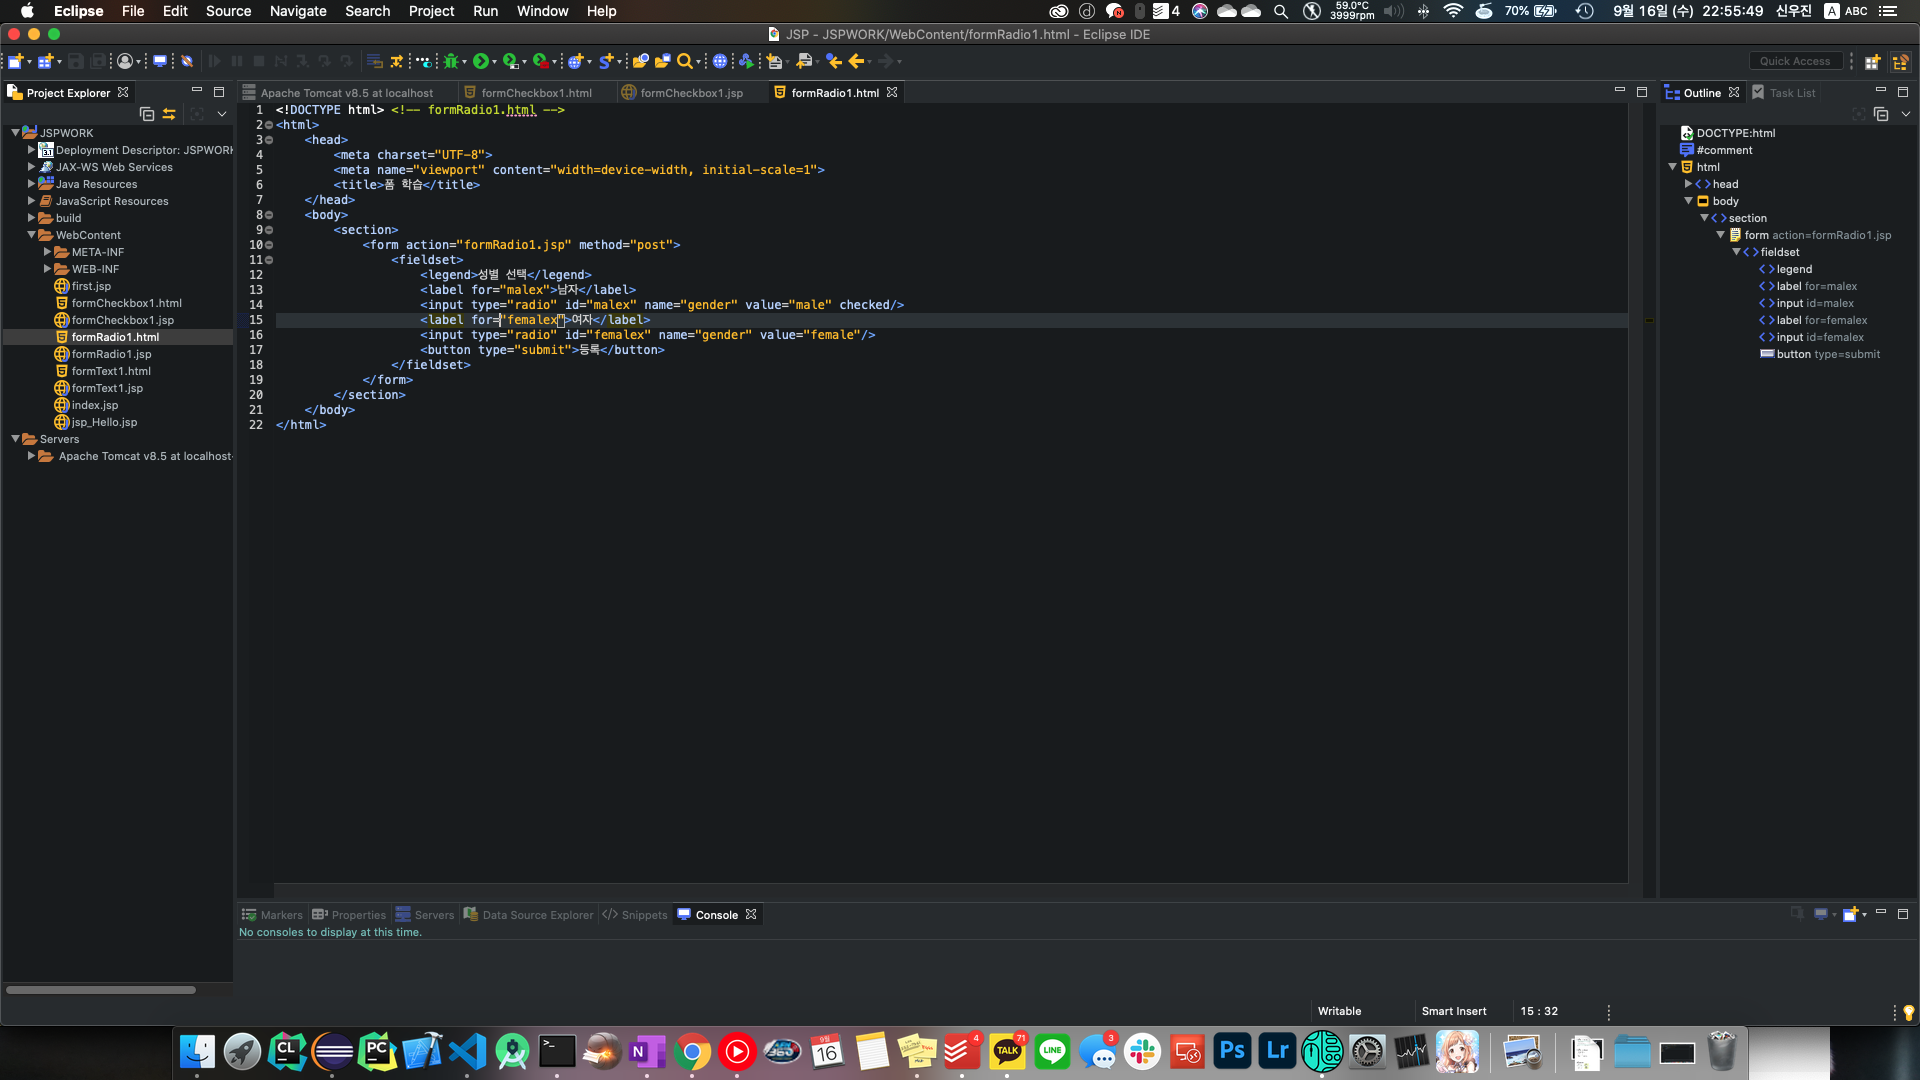 Eclipse File Edit Source Navigate Search Project Run Window Help
4 59.0°C 3999rpm 70% 9월 16일 (수) 22:55:49 신우진 A ABC
JSP - JSPWORK/WebContent/formRadio1.html - Eclipse IDE
Quick Access
Project Explorer
JSPWORK
Deployment Descriptor: JSPWORK
JAX-WS Web Services
Java Resources
JavaScript Resources
build
WebContent
META-INF
WEB-INF
first.jsp
formCheckbox1.html
formCheckbox1.jsp
formRadio1.html
formRadio1.jsp
formText1.html
formText1.jsp
index.jsp
jsp_Hello.jsp
Servers
Apache Tomcat v8.5 at localhost-
Apache Tomcat v8.5 at localhost formCheckbox1.html formCheckbox1.jsp formRadio1.html
1 <!DOCTYPE html> <!-- formRadio1.html -->
2 <html>
3 <head>
4 <meta charset="UTF-8">
5 <meta name="viewport" content="width=device-width, initial-scale=1">
6 <title>폼 학습</title>
7 </head>
8 <body>
9 <section>
10 <form action="formRadio1.jsp" method="post">
11 <fieldset>
12 <legend>성별 선택</legend>
13 <label for="malex">남자</label>
14 <input type="radio" id="malex" name="gender" value="male" checked/>
15 <label for="femalex">여자</label>
16 <input type="radio" id="femalex" name="gender" value="female"/>
17 <button type="submit">등록</button>
18 </fieldset>
19 </form>
20 </section>
21 </body>
22 </html>
Outline Task List
DOCTYPE:html
#comment
html
head
body
section
form action=formRadio1.jsp
fieldset
legend
label for=malex
input id=malex
label for=femalex
input id=femalex
button type=submit
Markers Properties Servers Data Source Explorer Snippets Console
No consoles to display at this time.
Writable Smart Insert 15 : 32
CL PC N 360 9월 16 4 TALK 71 LINE 3 Ps Lr